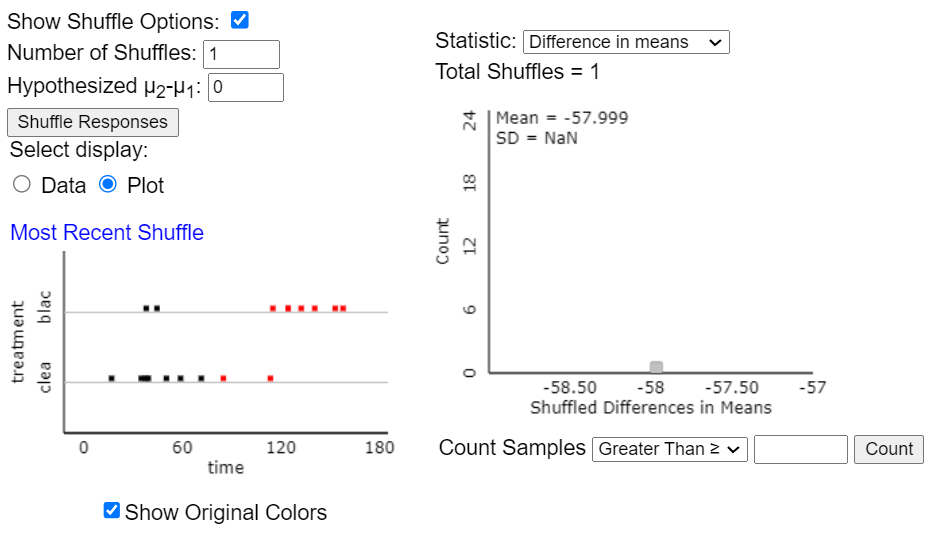 Show Shuffle Options:
Number of Shuffles: 1
Hypothesized μ2-μ1: 0
Shuffle Responses
Select display:
Data Plot
Most Recent Shuffle
treatment
blac
clea
0 60 120 180
time
Show Original Colors
Statistic: Difference in means
Total Shuffles = 1
Mean = -57.999
SD = NaN
Count
24
18
12
6
0
-58.50 -58 -57.50 -57
Shuffled Differences in Means
Count Samples Greater Than ≥ Count